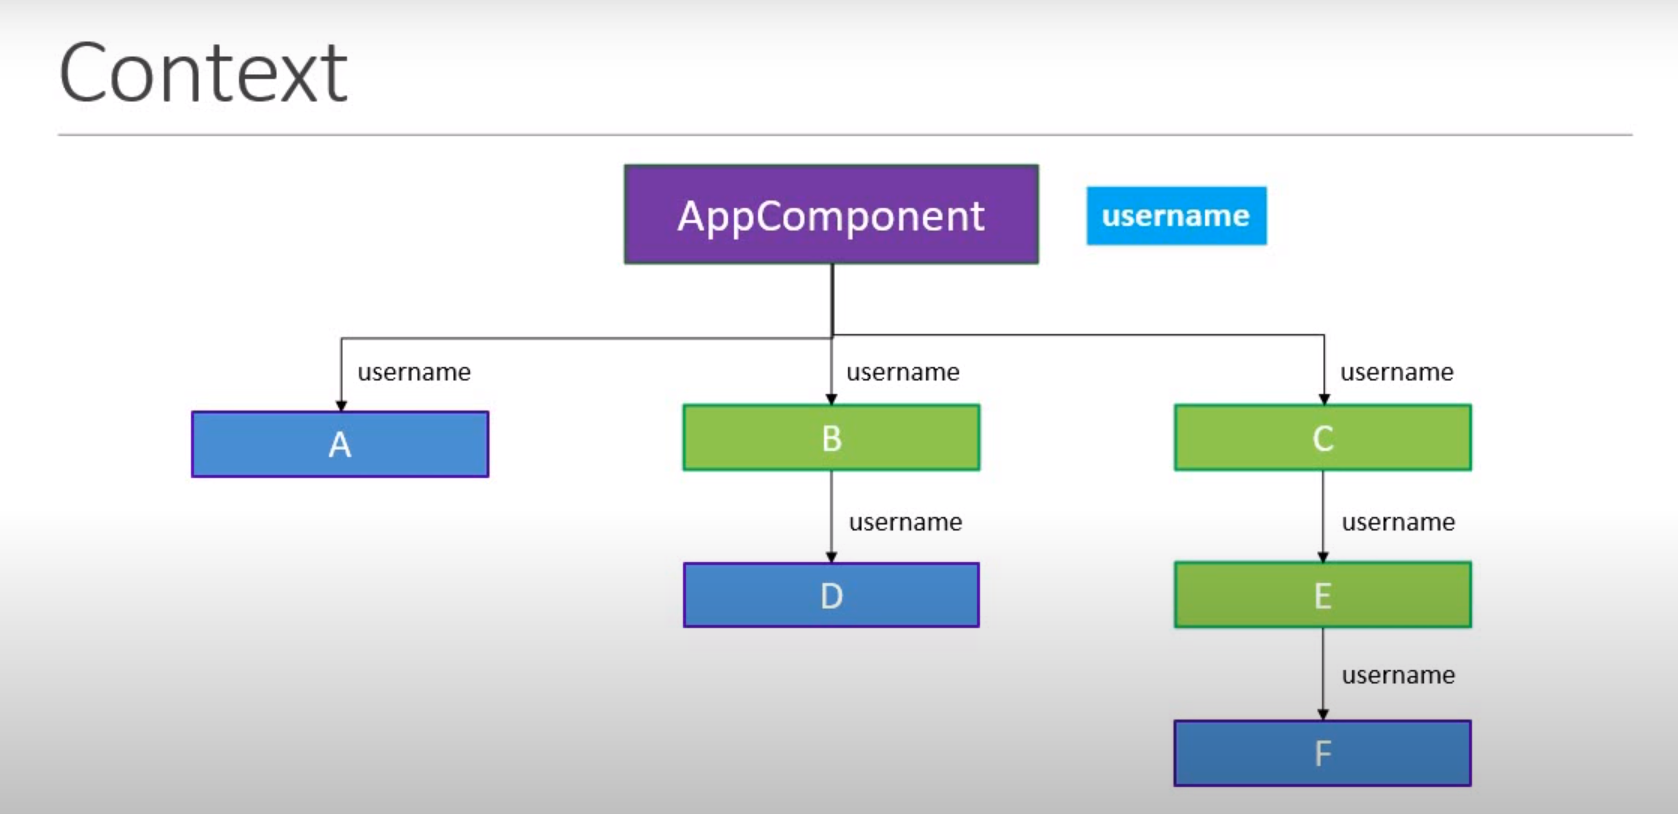 Context
AppComponent
username
username
username
username
A
B
C
username
username
D
E
username
F